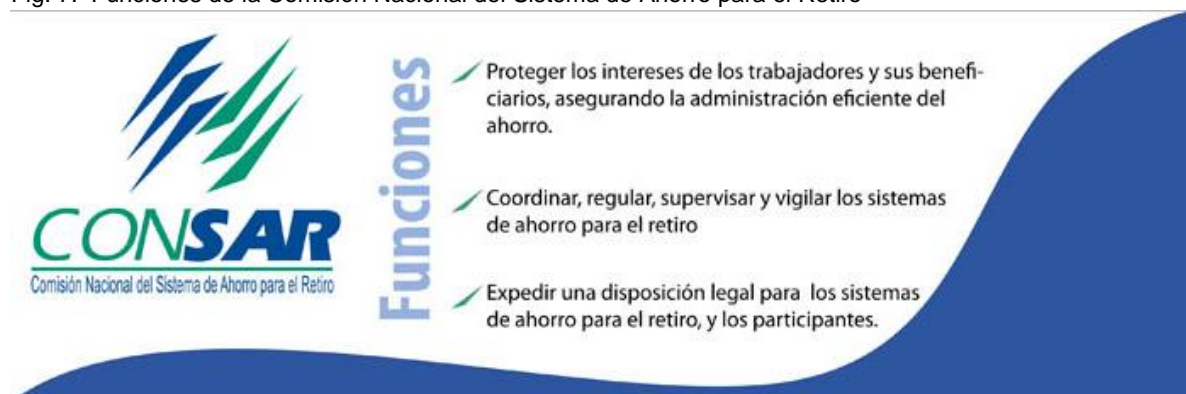 CONSAR
Comisión Nacional del Sistema de Ahorro para el Retiro
Funciones
Proteger los intereses de los trabajadores y sus benefi-
ciarios, asegurando la administración eficiente del
ahorro.
Coordinar, regular, supervisar y vigilar los sistemas
de ahorro para el retiro
Expedir una disposición legal para los sistemas
de ahorro para el retiro, y los participantes.